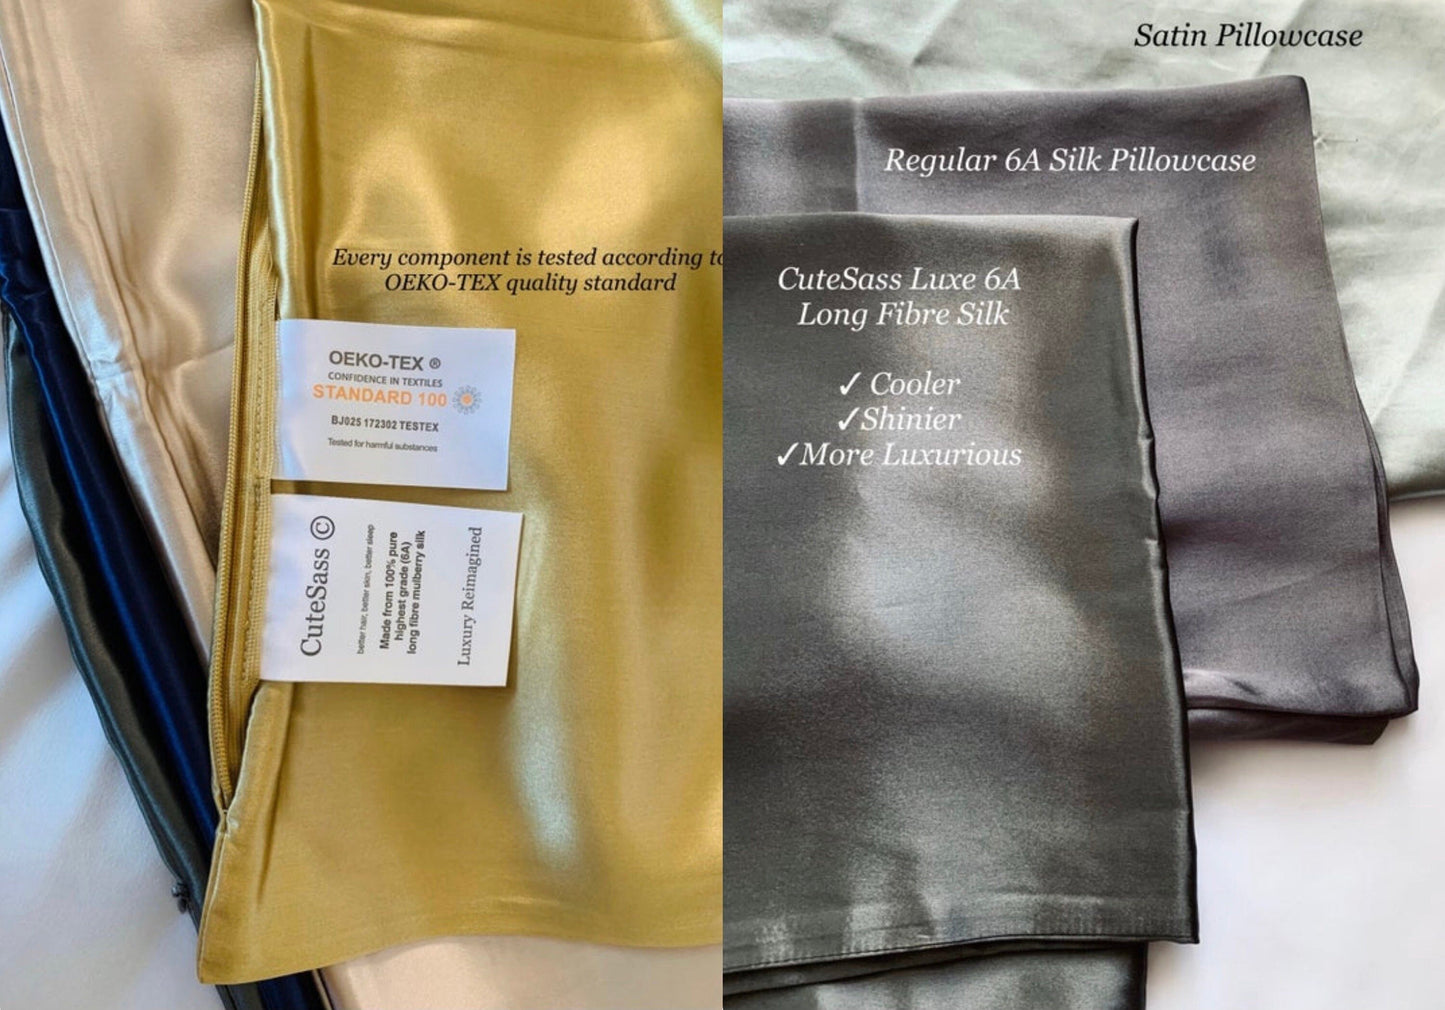 Every component is tested according to
OEKO-TEX quality standard
OEKO-TEX ®
CONFIDENCE IN TEXTILES
STANDARD 100
BJ025 172302 TESTEX
Tested for harmful substances
CuteSass ©
better hair, better skin, better sleep
Made from 100% pure
highest grade (6A)
long fibre mulberry silk
Luxury Reimagined
Satin Pillowcase
Regular 6A Silk Pillowcase
CuteSass Luxe 6A
Long Fibre Silk
✓ Cooler
✓Shinier
✓More Luxurious